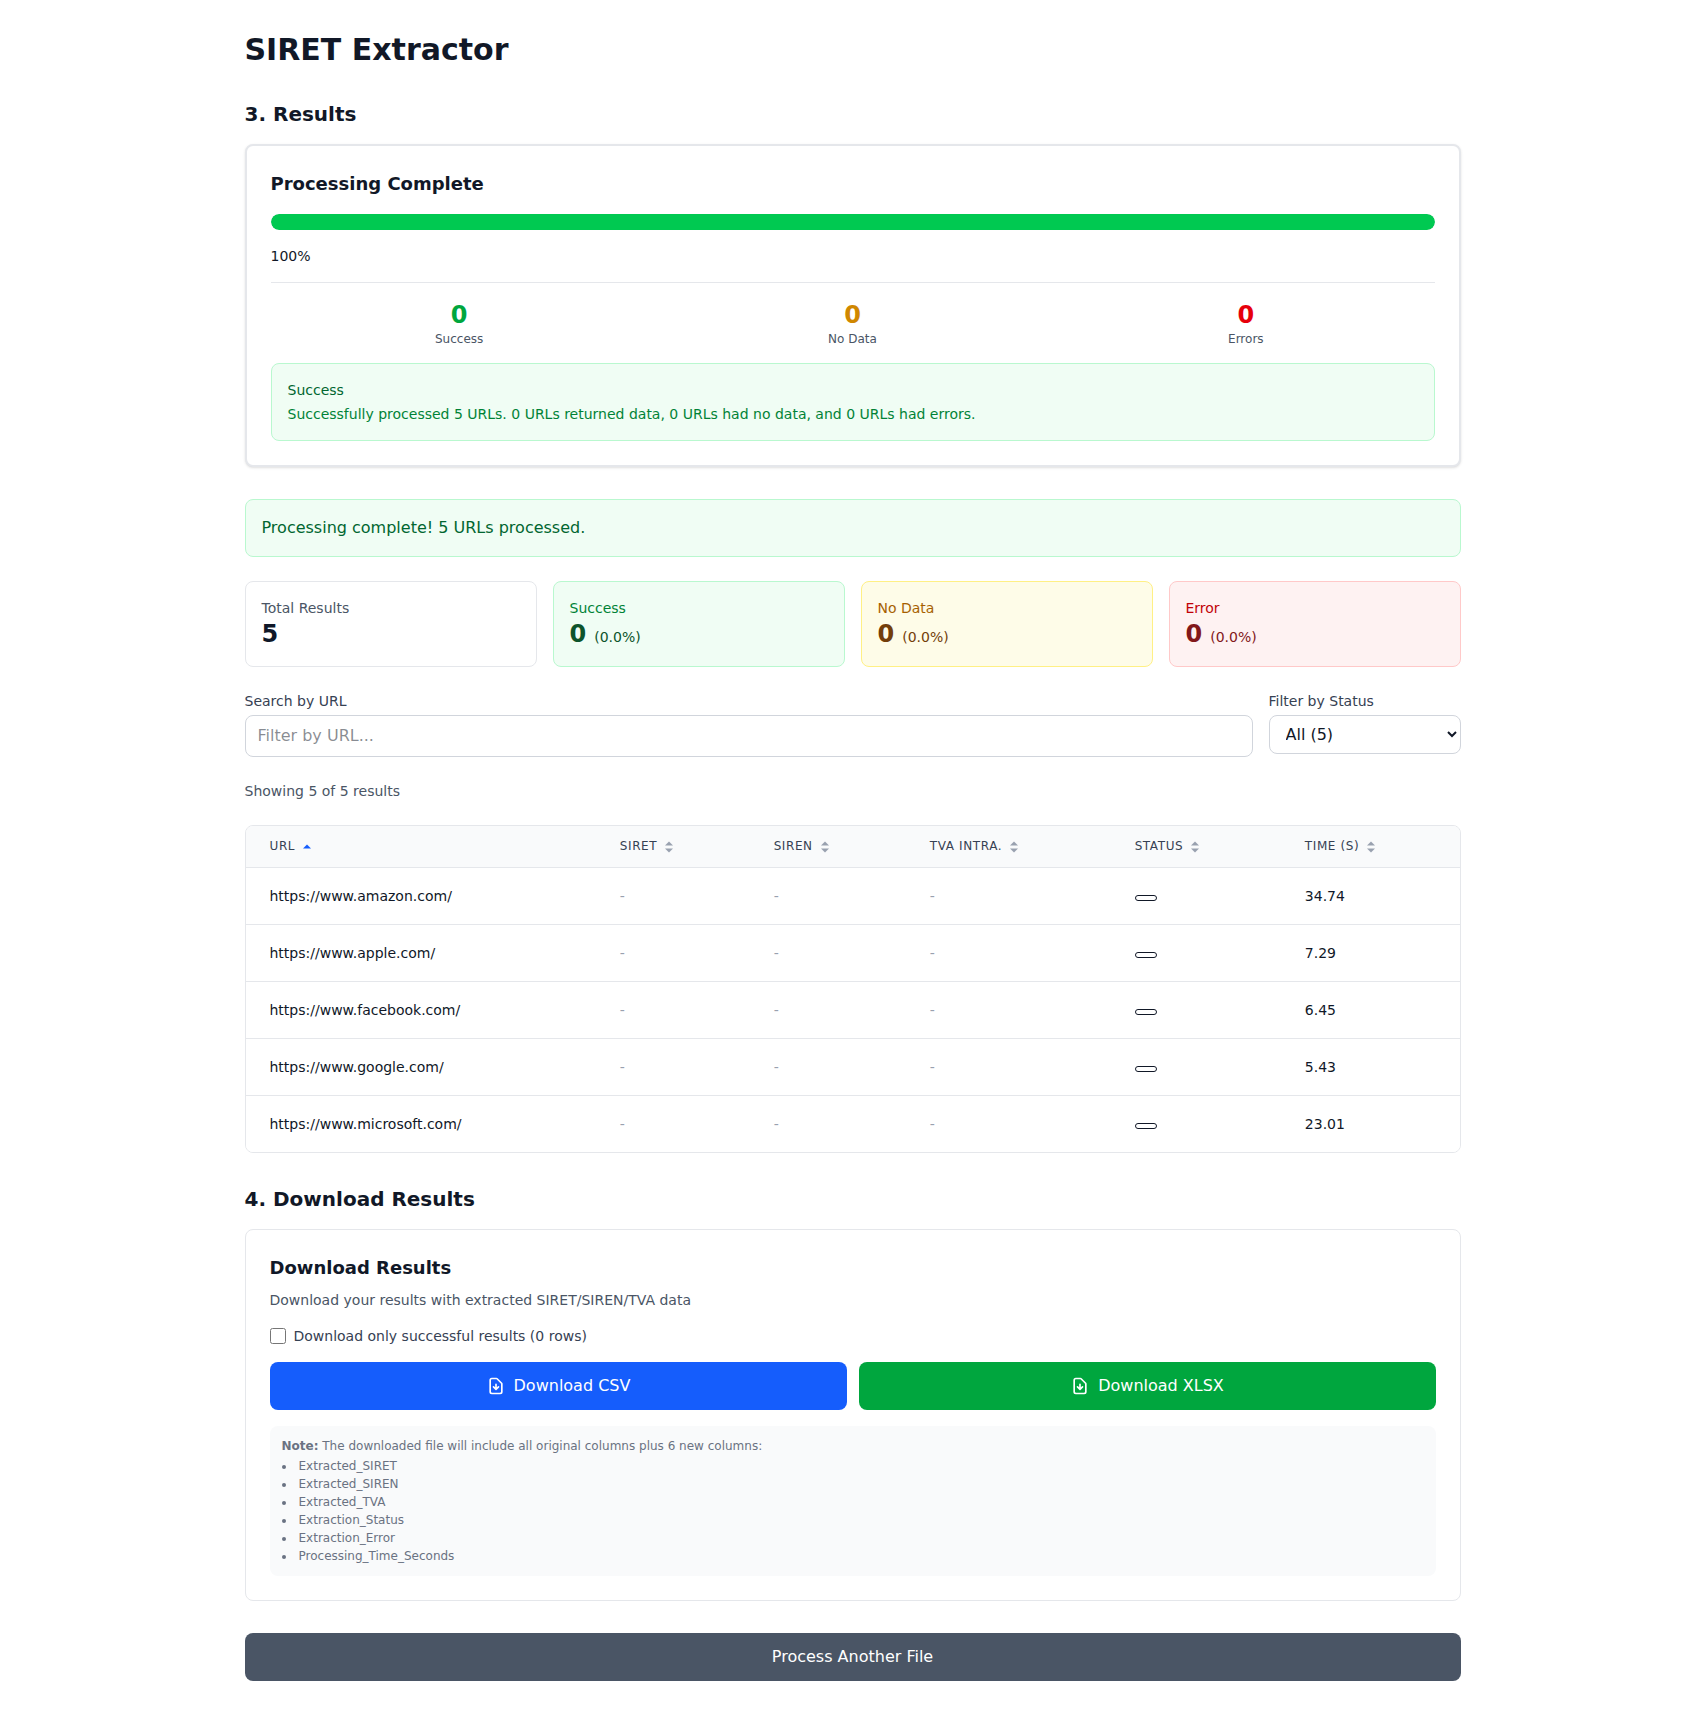 SIRET Extractor
3. Results
Processing Complete
100%
0 0 0
Success No Data Errors
Success
Successfully processed 5 URLs. 0 URLs returned data, 0 URLs had no data, and 0 URLs had errors.
Processing complete! 5 URLs processed.
Total Results Success No Data Error
5 0 (0.0%) 0 (0.0%) 0 (0.0%)
Search by URL Filter by Status
Filter by URL... All (5)
Showing 5 of 5 results
URL SIRET SIREN TVA INTRA. STATUS TIME (S)
https://www.amazon.com/ - - - 34.74
https://www.apple.com/ - - - 7.29
https://www.facebook.com/ - - - 6.45
https://www.google.com/ - - - 5.43
https://www.microsoft.com/ - - - 23.01
4. Download Results
Download Results
Download your results with extracted SIRET/SIREN/TVA data
Download only successful results (0 rows)
Download CSV Download XLSX
Note: The downloaded file will include all original columns plus 6 new columns:
• Extracted_SIRET
• Extracted_SIREN
• Extracted_TVA
• Extraction_Status
• Extraction_Error
• Processing_Time_Seconds
Process Another File